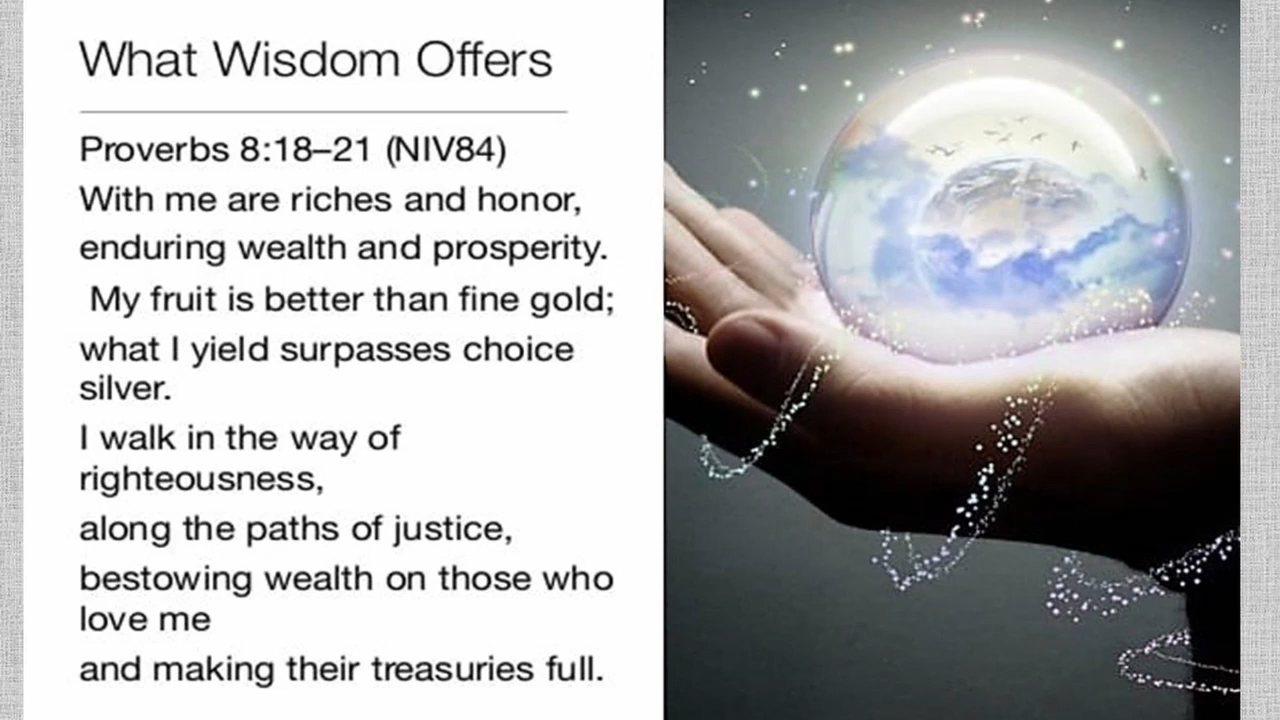 What Wisdom Offers
Proverbs 8:18–21 (NIV84)
With me are riches and honor,
enduring wealth and prosperity.
My fruit is better than fine gold;
what I yield surpasses choice
silver.
I walk in the way of
righteousness,
along the paths of justice,
bestowing wealth on those who
love me
and making their treasuries full.